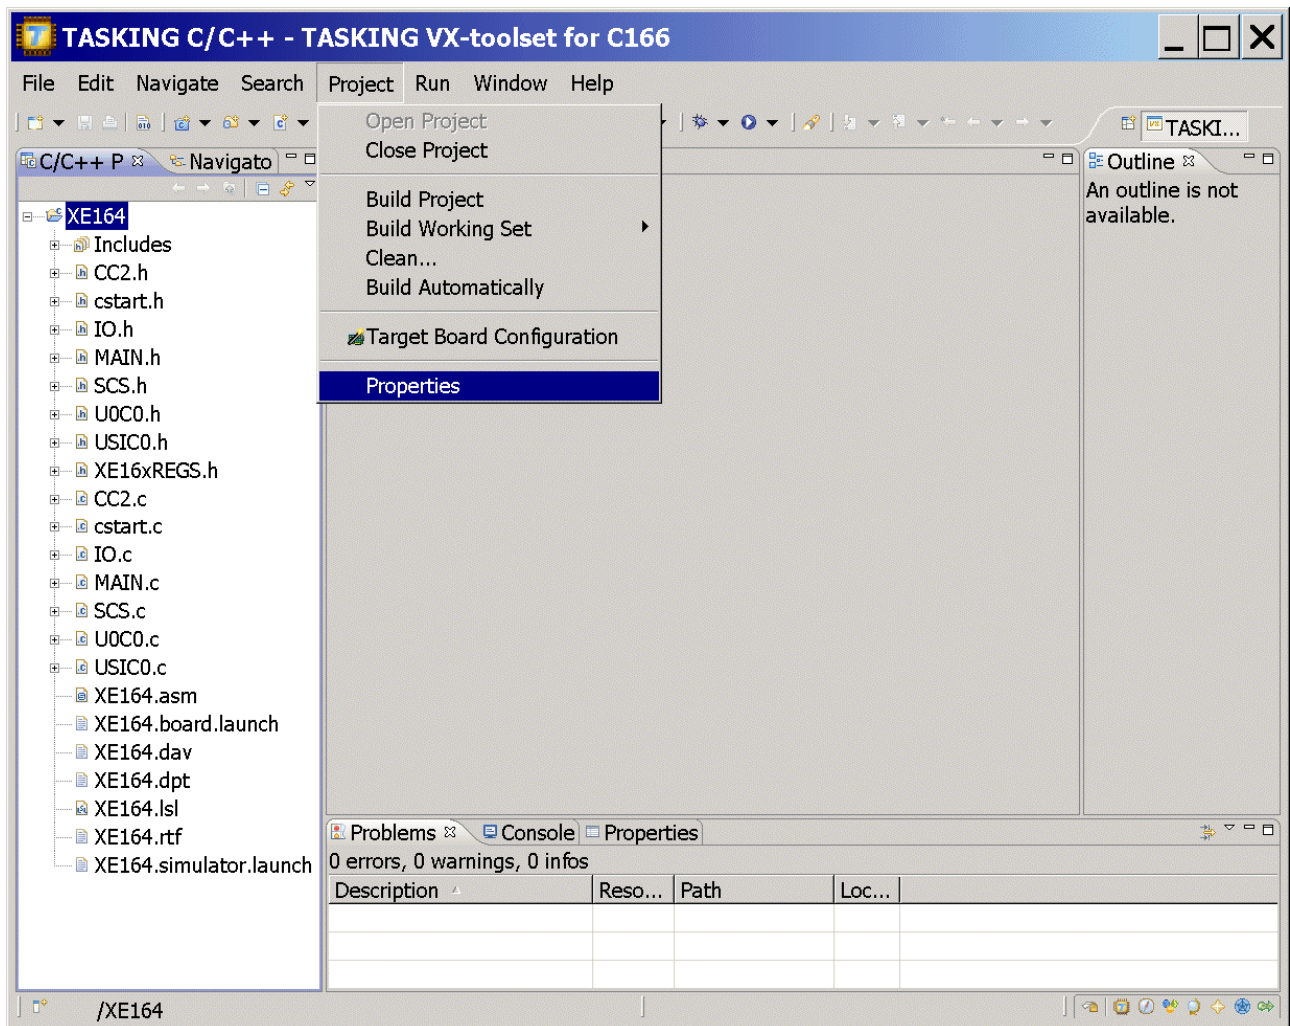 TASKING C/C++ - TASKING VX-toolset for C166
File Edit Navigate Search Project Run Window Help
Open Project
Close Project
Build Project
Build Working Set
Clean...
Build Automatically
Target Board Configuration
Properties
TASKI...
C/C++ P Navigato
XE164
Includes
CC2.h
cstart.h
IO.h
MAIN.h
SCS.h
U0C0.h
USIC0.h
XE16xREGS.h
CC2.c
cstart.c
IO.c
MAIN.c
SCS.c
U0C0.c
USIC0.c
XE164.asm
XE164.board.launch
XE164.dav
XE164.dpt
XE164.lsl
XE164.rtf
XE164.simulator.launch
Outline
An outline is not
available.
Problems Console Properties
0 errors, 0 warnings, 0 infos
Description Reso... Path Loc...
/XE164